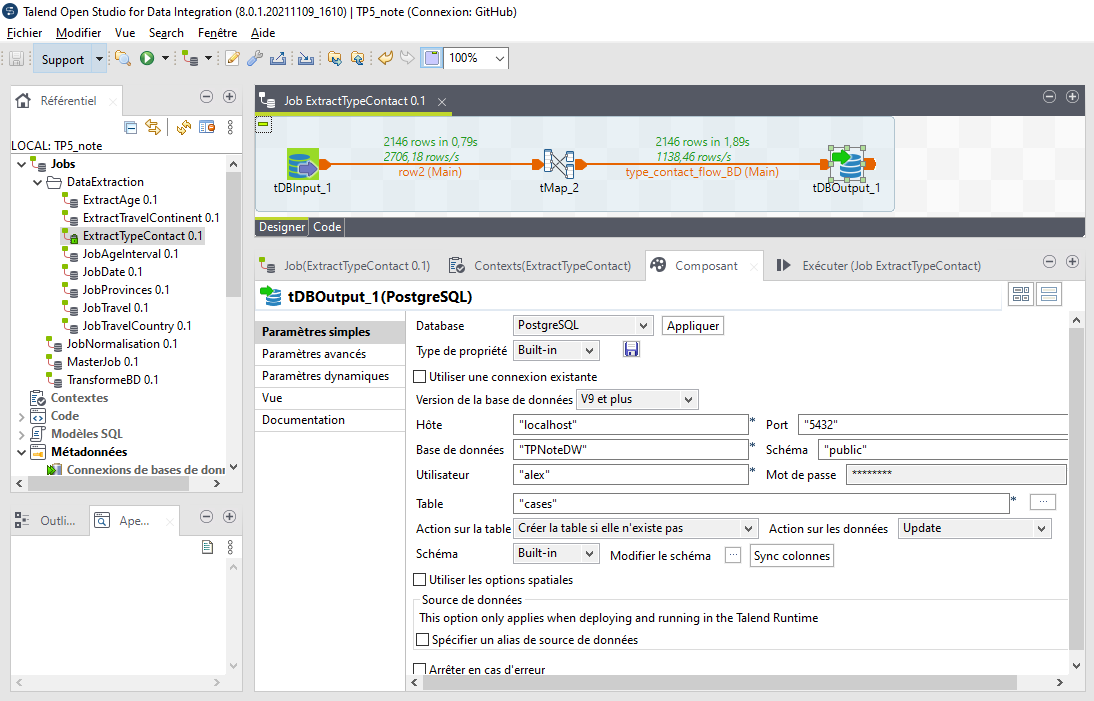 Talend Open Studio for Data Integration (8.0.1.20211109_1610) | TP5_note (Connexion: GitHub)
Fichier Modifier Vue Search Fenêtre Aide
Support 100%
Référentiel
LOCAL: TP5_note
Jobs
DataExtraction
ExtractAge 0.1
ExtractTravelContinent 0.1
ExtractTypeContact 0.1
JobAgeInterval 0.1
JobDate 0.1
JobProvinces 0.1
JobTravel 0.1
JobTravelCountry 0.1
JobNormalisation 0.1
MasterJob 0.1
TransformeBD 0.1
Contextes
Code
Modèles SQL
Métadonnées
Connexions de bases de donn
Outli...
Ape...
Job ExtractTypeContact 0.1
2146 rows in 0,79s
2706,18 rows/s
row2 (Main)
2146 rows in 1,89s
1138,46 rows/s
type_contact_flow_BD (Main)
tDBInput_1
tMap_2
tDBOutput_1
Designer Code
Job(ExtractTypeContact 0.1)
Contexts(ExtractTypeContact)
Composant
Exécuter (Job ExtractTypeContact)
tDBOutput_1(PostgreSQL)
Paramètres simples
Paramètres avancés
Paramètres dynamiques
Vue
Documentation
Database PostgreSQL Appliquer
Type de propriété Built-in
Utiliser une connexion existante
Version de la base de données V9 et plus
Hôte "localhost" * Port "5432"
Base de données "TPNoteDW" * Schéma "public"
Utilisateur "alex" * Mot de passe ********
Table "cases" * ...
Action sur la table Créer la table si elle n'existe pas Action sur les données Update
Schéma Built-in Modifier le schéma ... Sync colonnes
Utiliser les options spatiales
Source de données
This option only applies when deploying and running in the Talend Runtime
Spécifier un alias de source de données
Arrêter en cas d'erreur